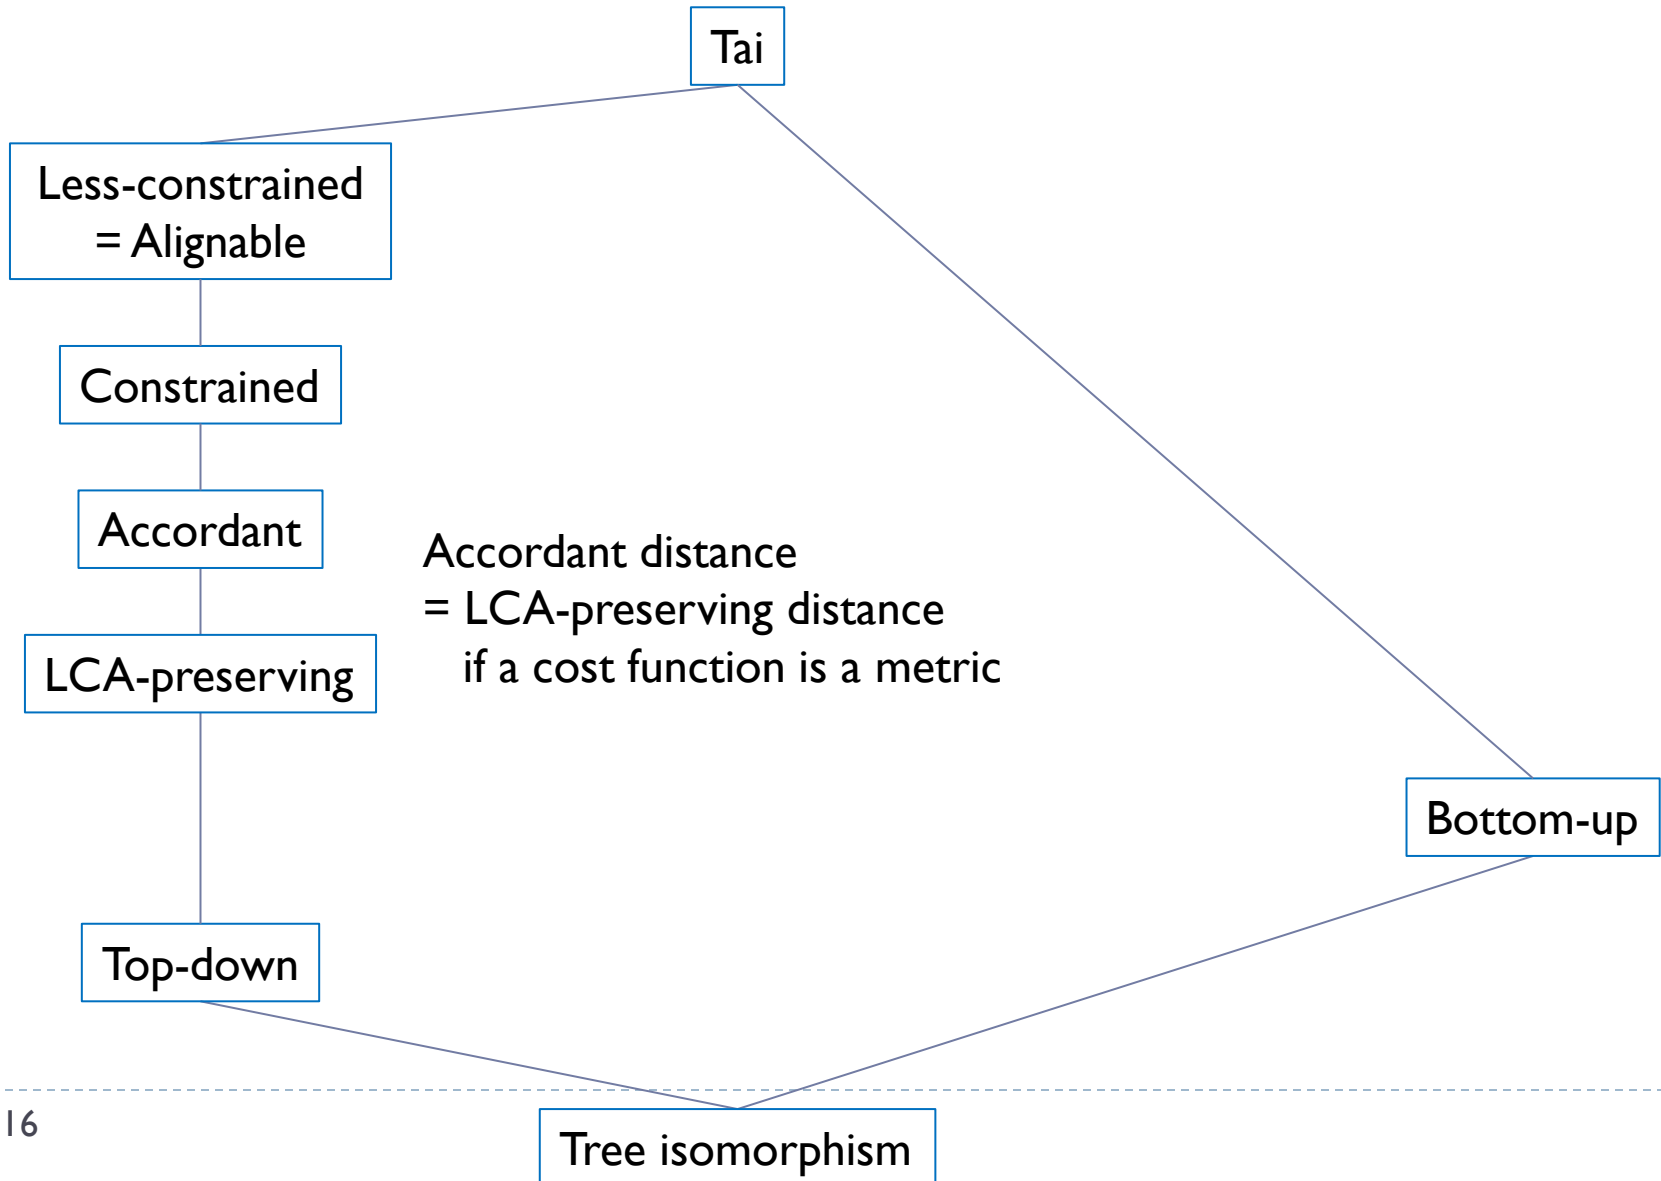 Tai
Less-constrained
= Alignable
Constrained
Accordant
Accordant distance
= LCA-preserving distance
if a cost function is a metric
LCA-preserving
Bottom-up
Top-down
16
Tree isomorphism